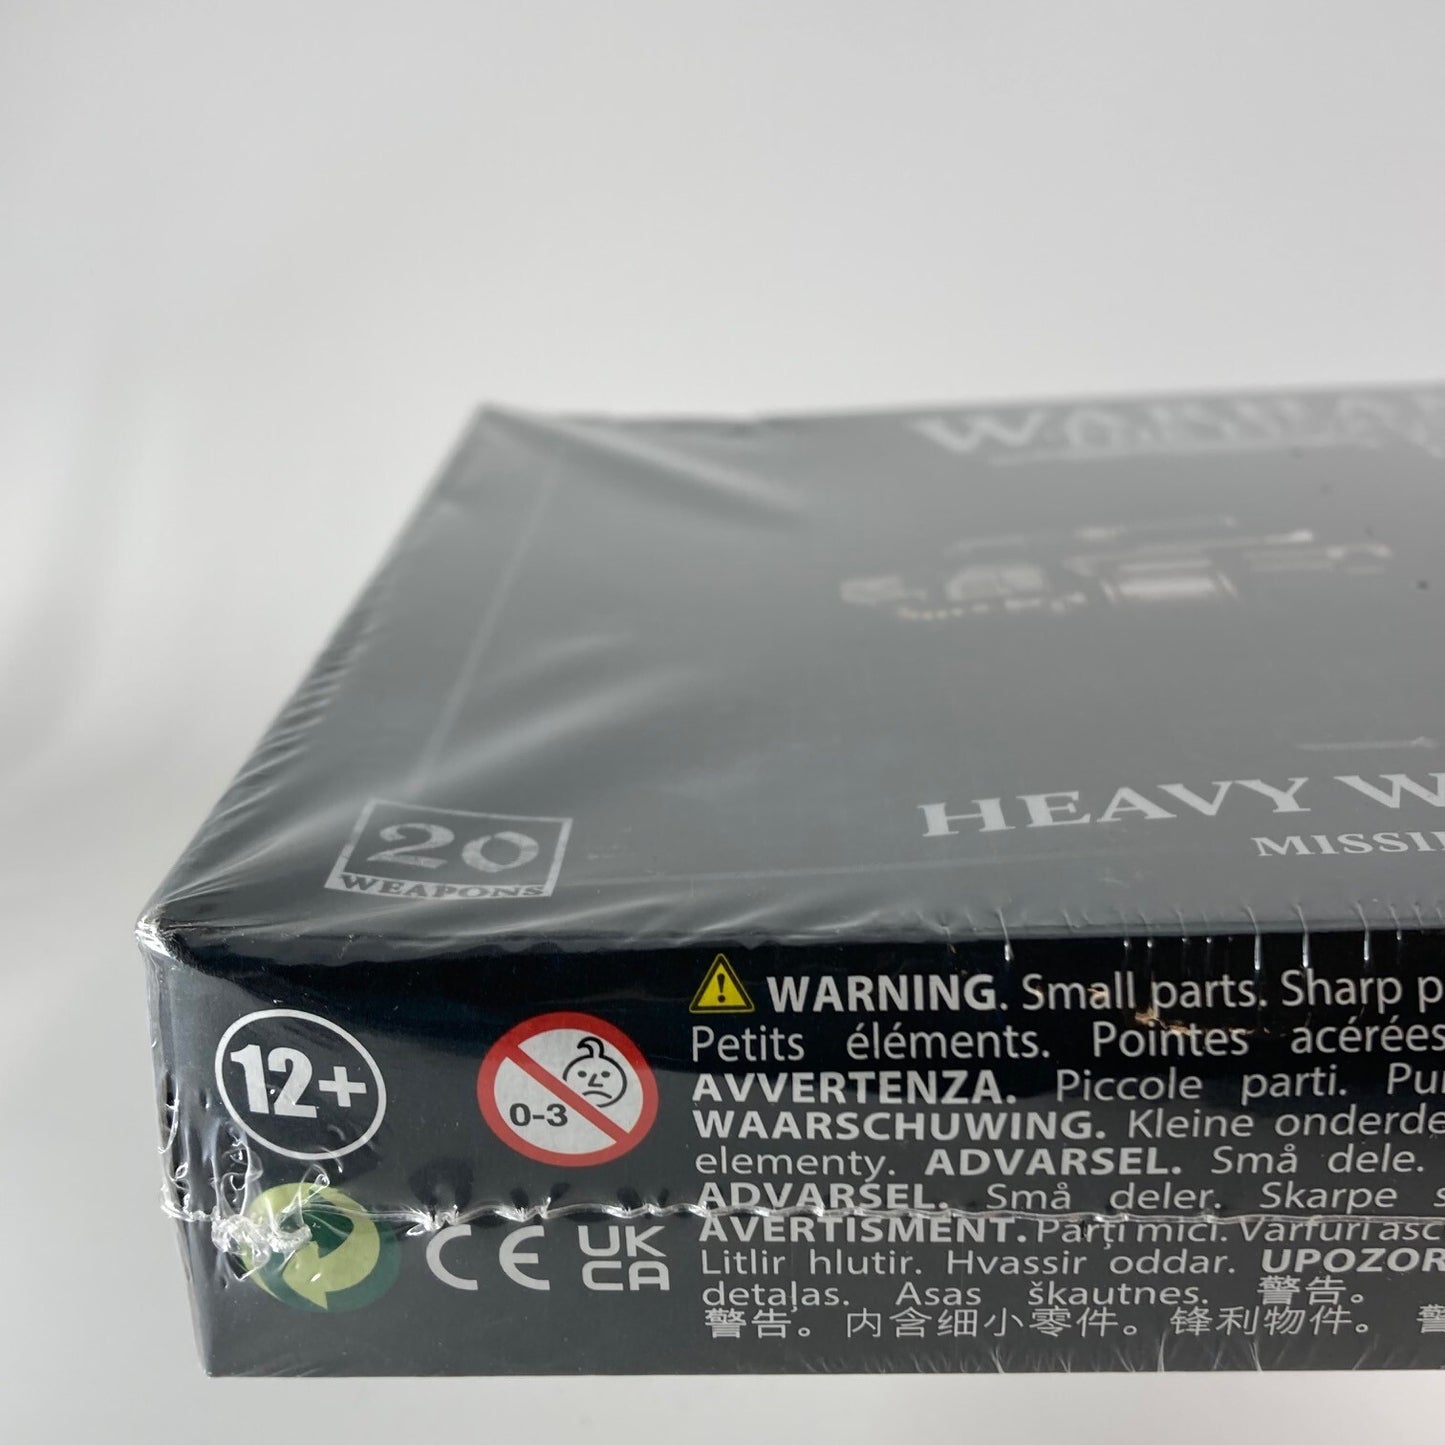 HEAVY W
MISSI
20
WEAPONS
WARNING. Small parts. Sharp p
12+
0-3
Petits éléments. Pointes acérées
AVVERTENZA. Piccole parti. Pu
WAARSCHUWING. Kleine onderde
elementy. ADVARSEL. Små dele.
ADVARSEL. Små deler. Skarpe s
AVERTISMENT. Părți mici. Vârfuri asc
CE UK CA
Litlir hlutir. Hvassir oddar. UPOZOR
detaļas. Asas šķautnes. 警告。
警告。内含细小零件。锋利物件。